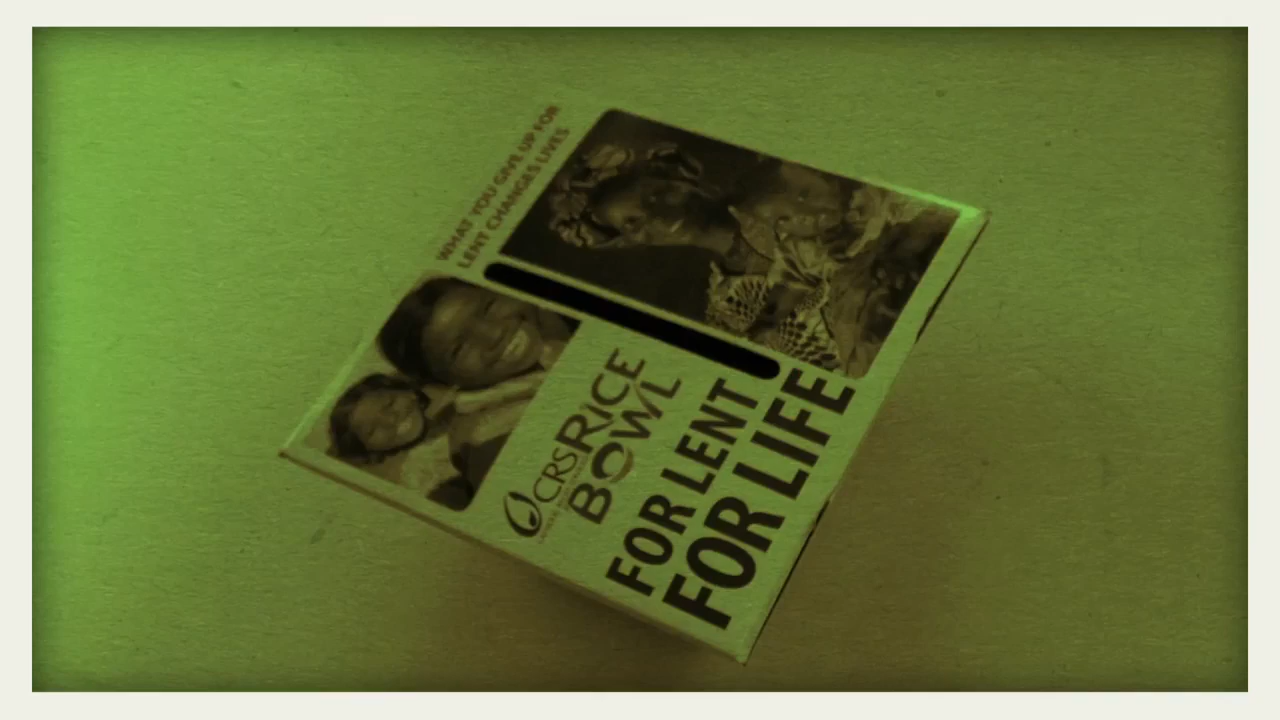 WHAT YOU GIVE UP FOR
LENT CHANGES LIVES
CRS RICE
BOWL
FOR LENT
FOR LIFE